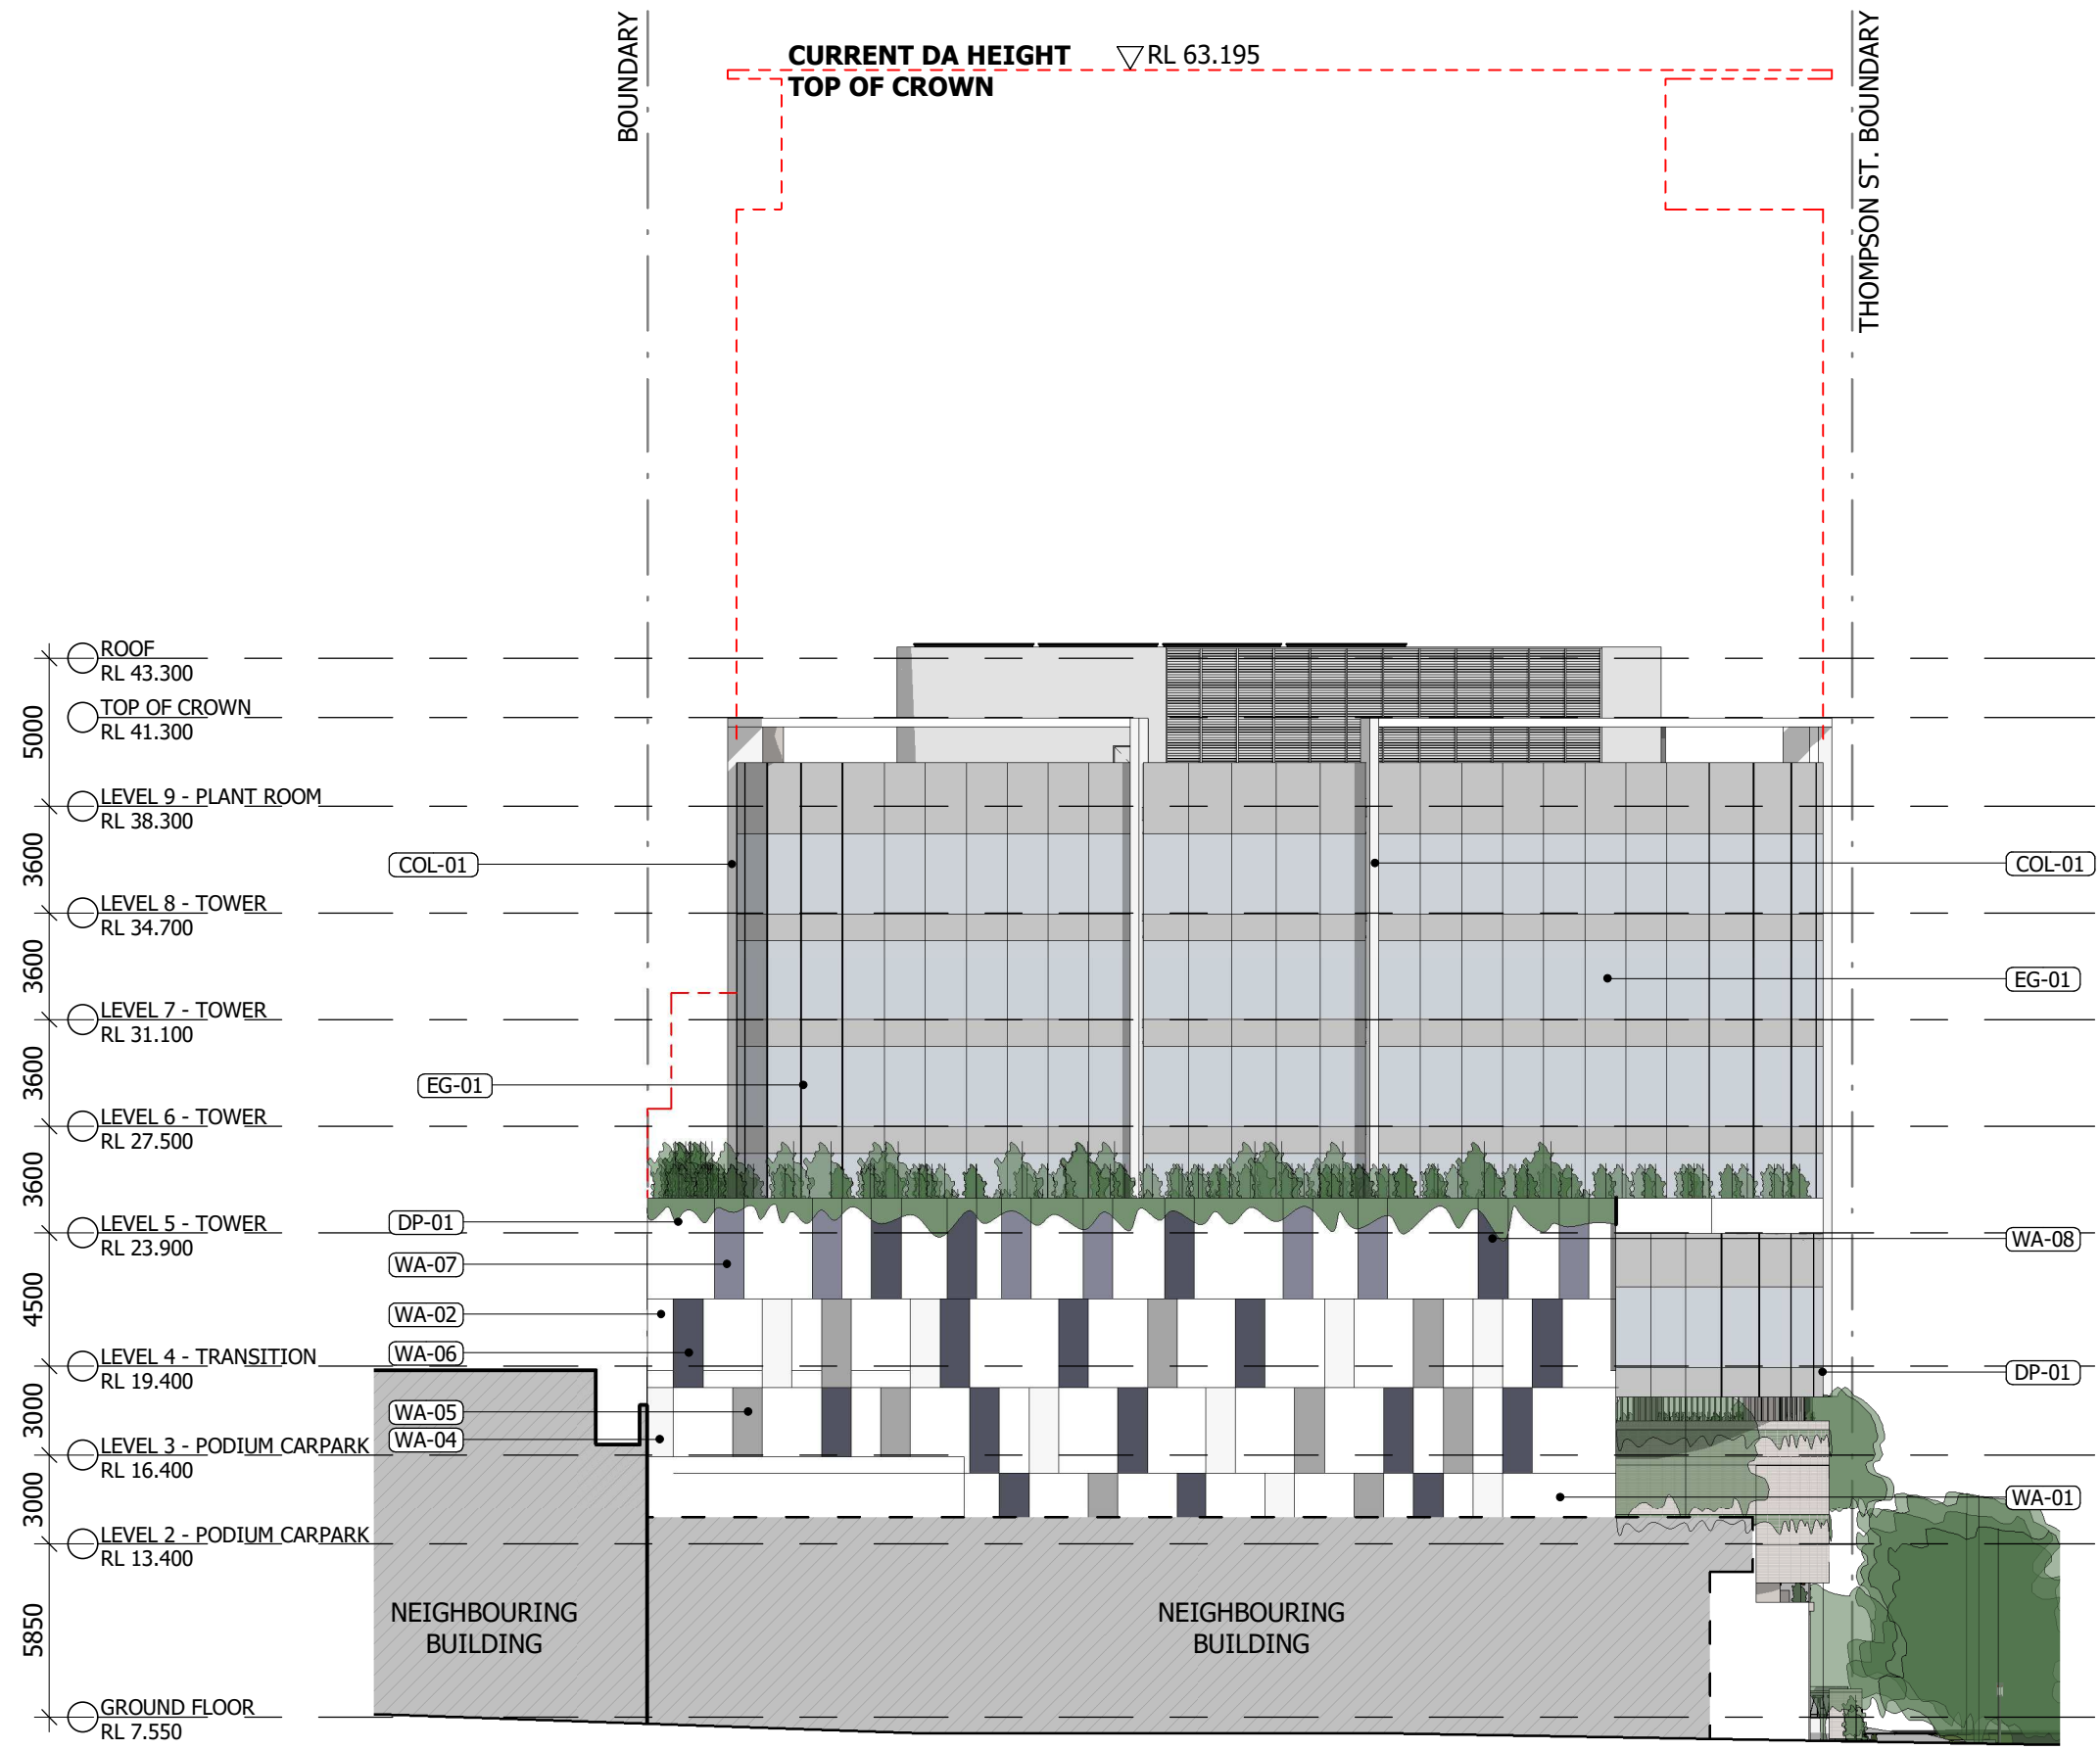 BOUNDARY
CURRENT DA HEIGHT
RL 63.195
TOP OF CROWN
THOMPSON ST. BOUNDARY
ROOF
RL 43.300
TOP OF CROWN
RL 41.300
5000
LEVEL 9 - PLANT ROOM
RL 38.300
3600
COL-01
COL-01
LEVEL 8 - TOWER
RL 34.700
3600
EG-01
LEVEL 7 - TOWER
RL 31.100
3600
EG-01
LEVEL 6 - TOWER
RL 27.500
3600
DP-01
LEVEL 5 - TOWER
RL 23.900
WA-08
WA-07
4500
WA-02
WA-06
LEVEL 4 - TRANSITION
RL 19.400
DP-01
3000
WA-05
WA-04
LEVEL 3 - PODIUM CARPARK
RL 16.400
3000
WA-01
LEVEL 2 - PODIUM CARPARK
RL 13.400
5850
NEIGHBOURING
BUILDING
NEIGHBOURING
BUILDING
GROUND FLOOR
RL 7.550